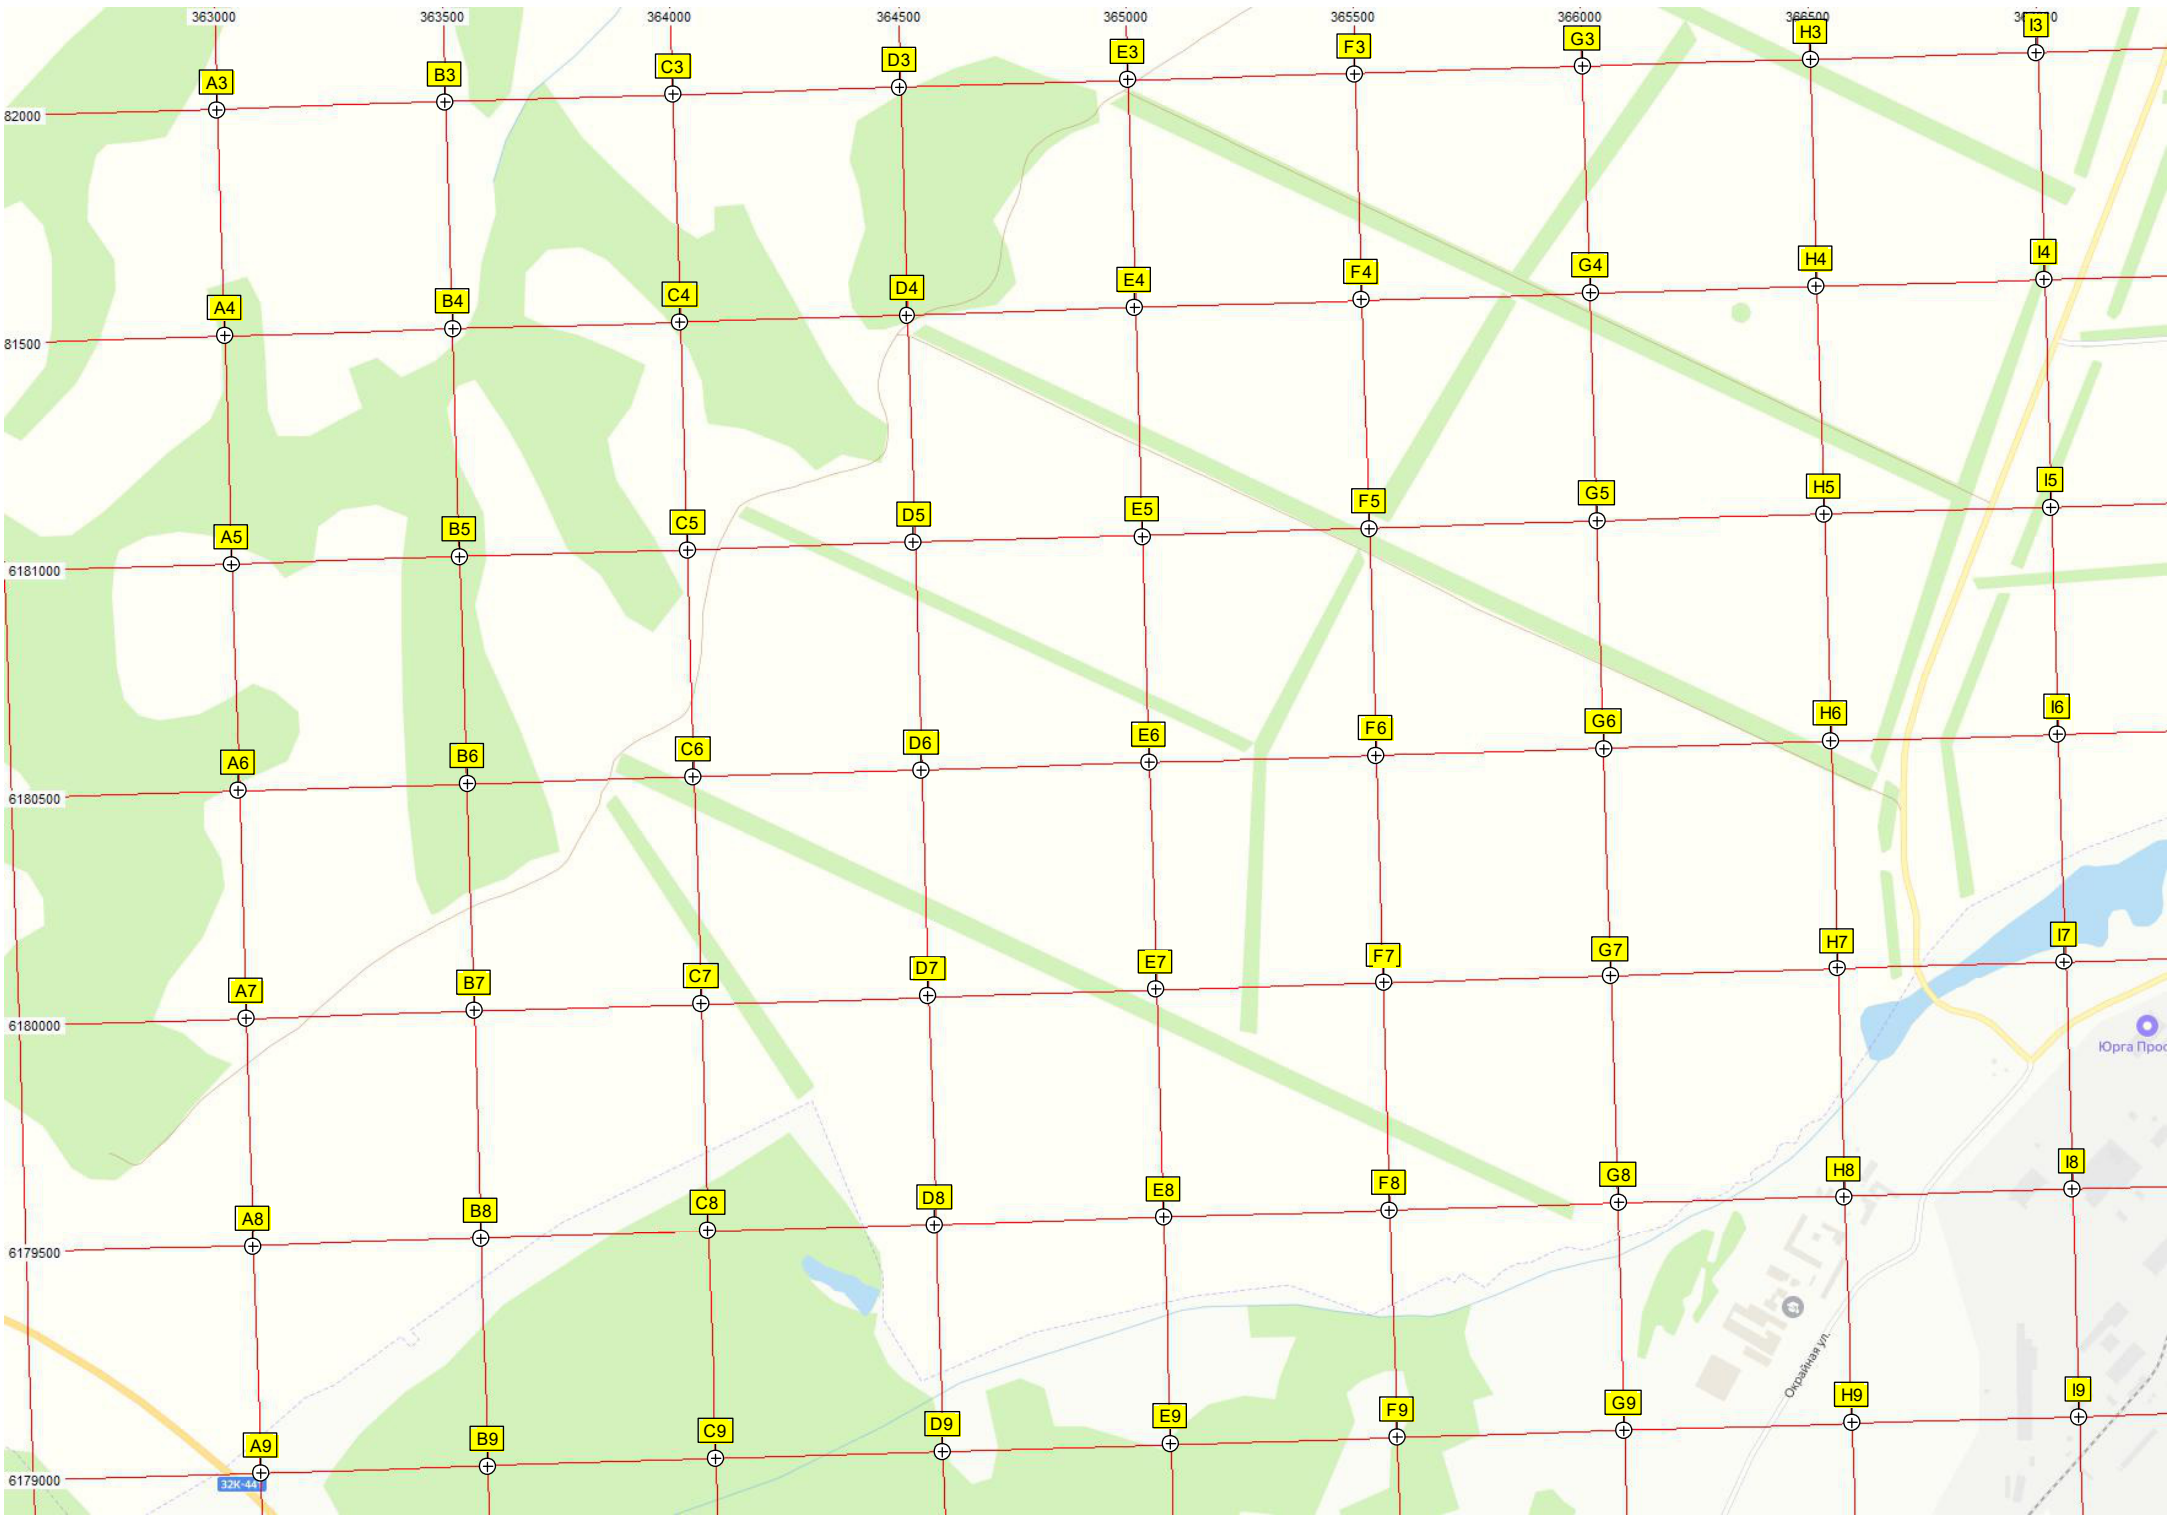 363000 363500 364000 364500 365000 365500 366000 366500
A3 B3 C3 D3 E3 F3 G3 H3 I3
82000
A4 B4 C4 D4 E4 F4 G4 H4 I4
81500
A5 B5 C5 D5 E5 F5 G5 H5 I5
6181000
A6 B6 C6 D6 E6 F6 G6 H6 I6
6180500
A7 B7 C7 D7 E7 F7 G7 H7 I7
6180000
Юрга Прос
A8 B8 C8 D8 E8 F8 G8 H8 I8
6179500
Окрайная ул.
A9 B9 C9 D9 E9 F9 G9 H9 I9
6179000
32К-44